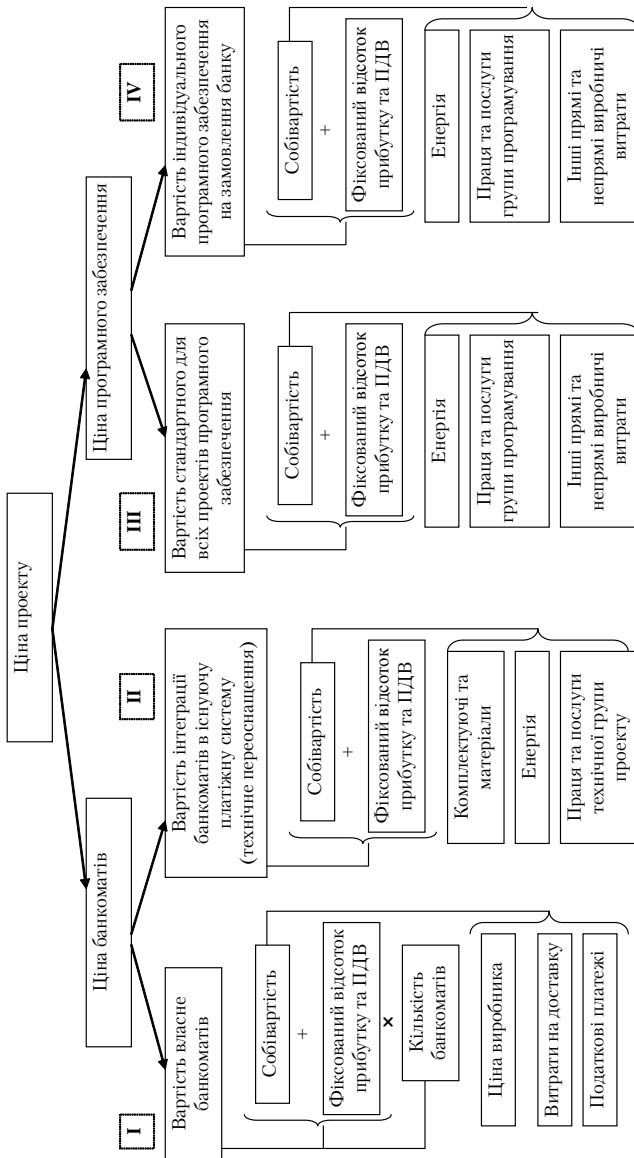 Ціна проекту
Ціна банкоматів
Ціна програмного забезпечення
I
II
III
IV
Вартість власне
банкоматів
Вартість інтеграції
банкоматів в існуючу
платіжну систему
(технічне переоснащення)
Вартість стандартного для
всіх проектів програмного
забезпечення
Вартість індивідуального
програмного забезпечення
на замовлення банку
Собівартість
+
Фіксований відсоток
прибутку та ПДВ
×
Кількість
банкоматів
Ціна виробника
Витрати на доставку
Податкові платежі
Собівартість
+
Фіксований відсоток
прибутку та ПДВ
Комплектуючі та
матеріали
Енергія
Праця та послуги
технічної групи
проекту
Собівартість
+
Фіксований відсоток
прибутку та ПДВ
Енергія
Праця та послуги
групи програмування
Інші прямі та
непрямі виробничі
витрати
Собівартість
+
Фіксований відсоток
прибутку та ПДВ
Енергія
Праця та послуги
групи програмування
Інші прямі та
непрямі виробничі
витрати